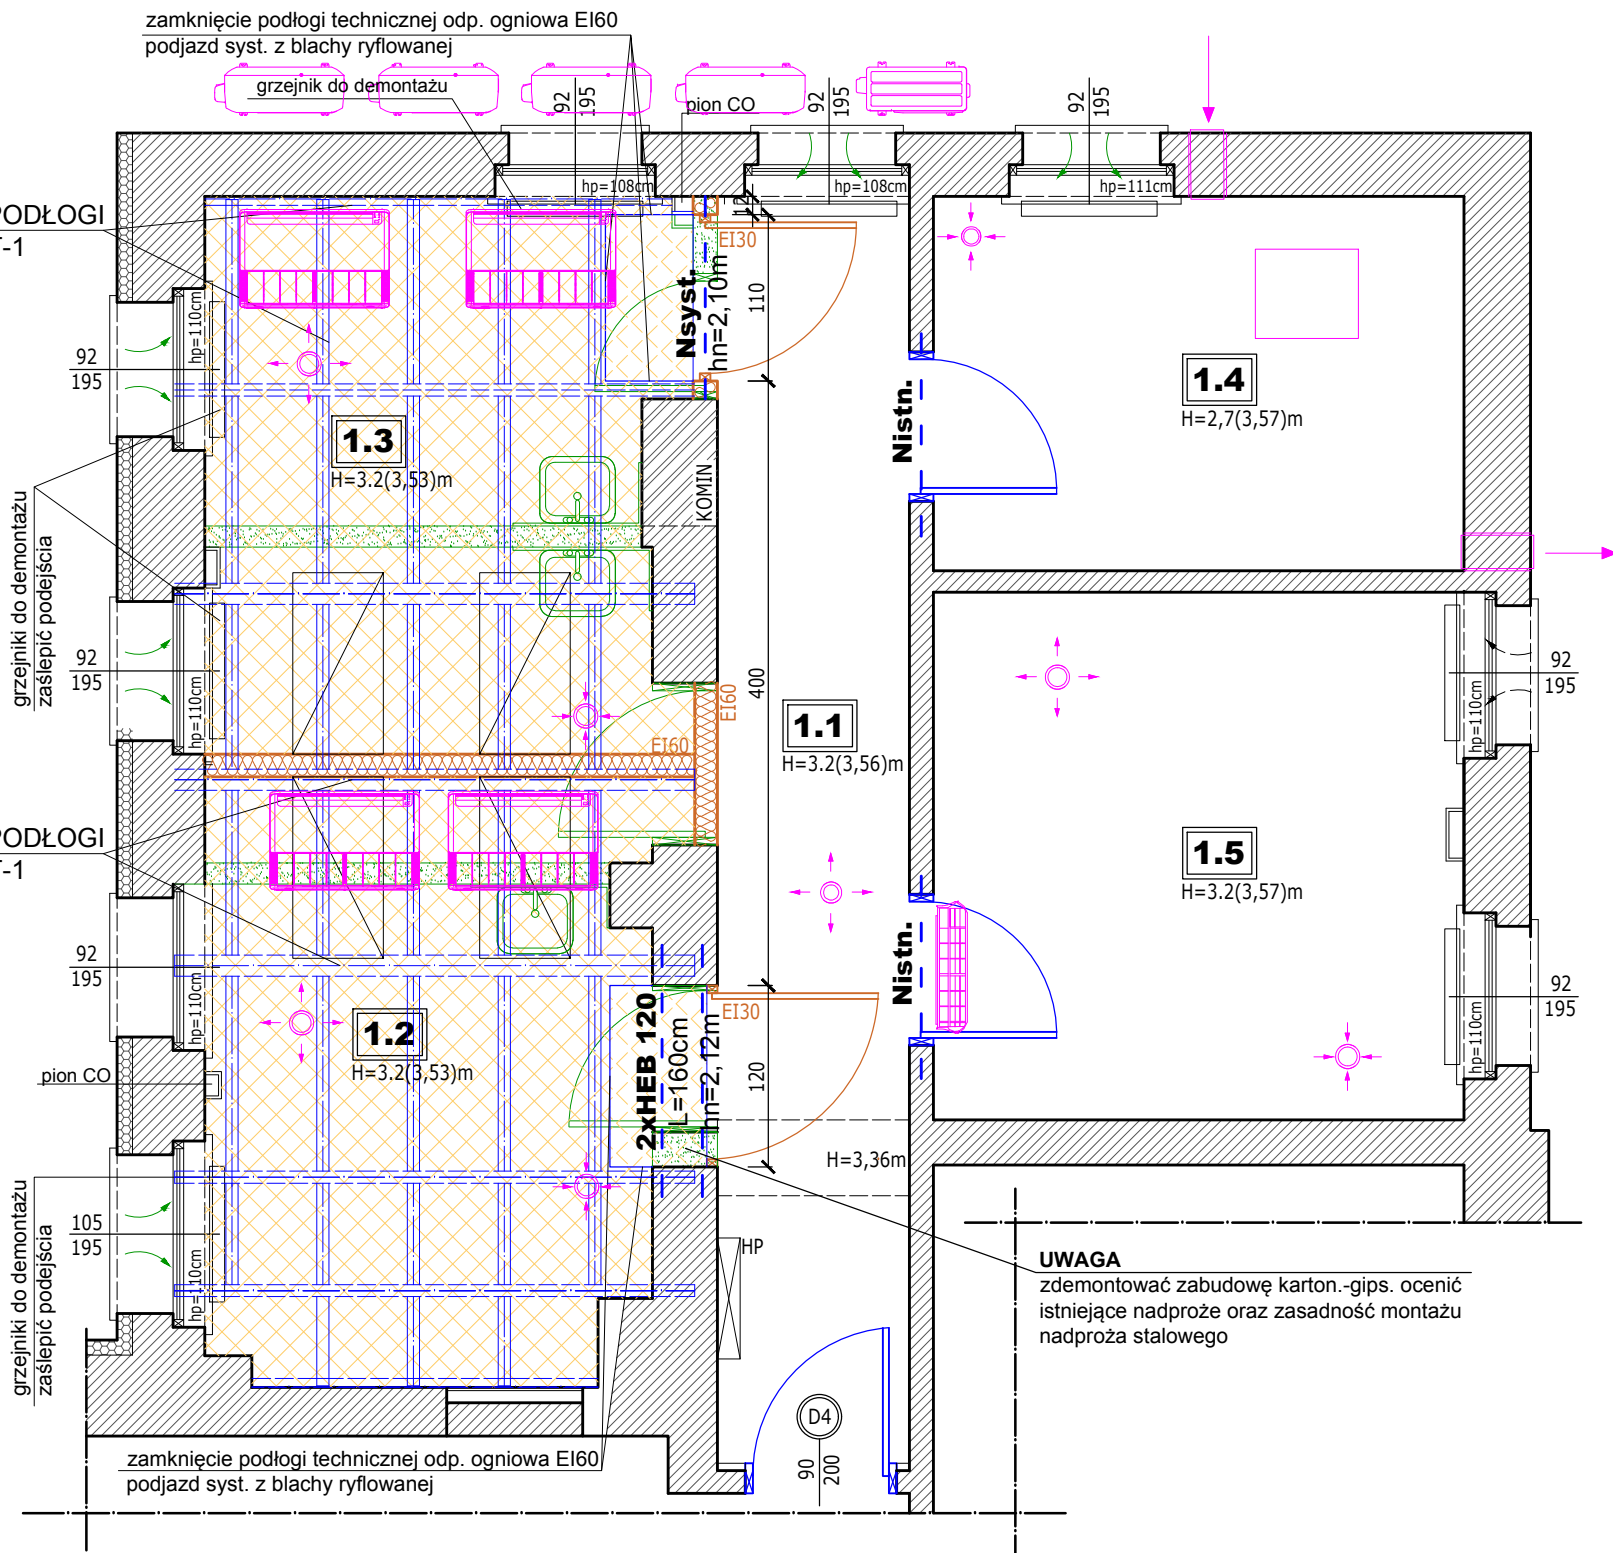 zamknięcie podłogi technicznej odp. ogniowa EI60
podjazd syst. z blachy ryflowanej
grzejnik do demontażu
pion CO
92
195
92
195
92
195
hp=108cm
hp=108cm
hp=111cm
PODŁOGI
T-1
12
EI30
Nsyst.
hn=2,10m
110
hp=110cm
92
195
1.3
H=3.2(3,53)m
KOMIN
Nistn.
1.4
H=2,7(3,57)m
grzejniki do demontażu
zaślepić podejścia
92
195
hp=110cm
EI60
EI60
400
1.1
H=3.2(3,56)m
92
195
hp=110cm
PODŁOGI
T-1
1.5
H=3.2(3,57)m
92
195
hp=110cm
Nistn.
92
195
hp=110cm
1.2
H=3.2(3,53)m
pion CO
2xHEB 120
L=160cm
hn=2,12m
EI30
120
H=3,36m
grzejniki do demontażu
zaślepić podejścia
105
195
hp=110cm
HP
UWAGA
zdemontować zabudowę karton.-gips. ocenić
istniejące nadproże oraz zasadność montażu
nadproża stalowego
D4
90
200
zamknięcie podłogi technicznej odp. ogniowa EI60
podjazd syst. z blachy ryflowanej